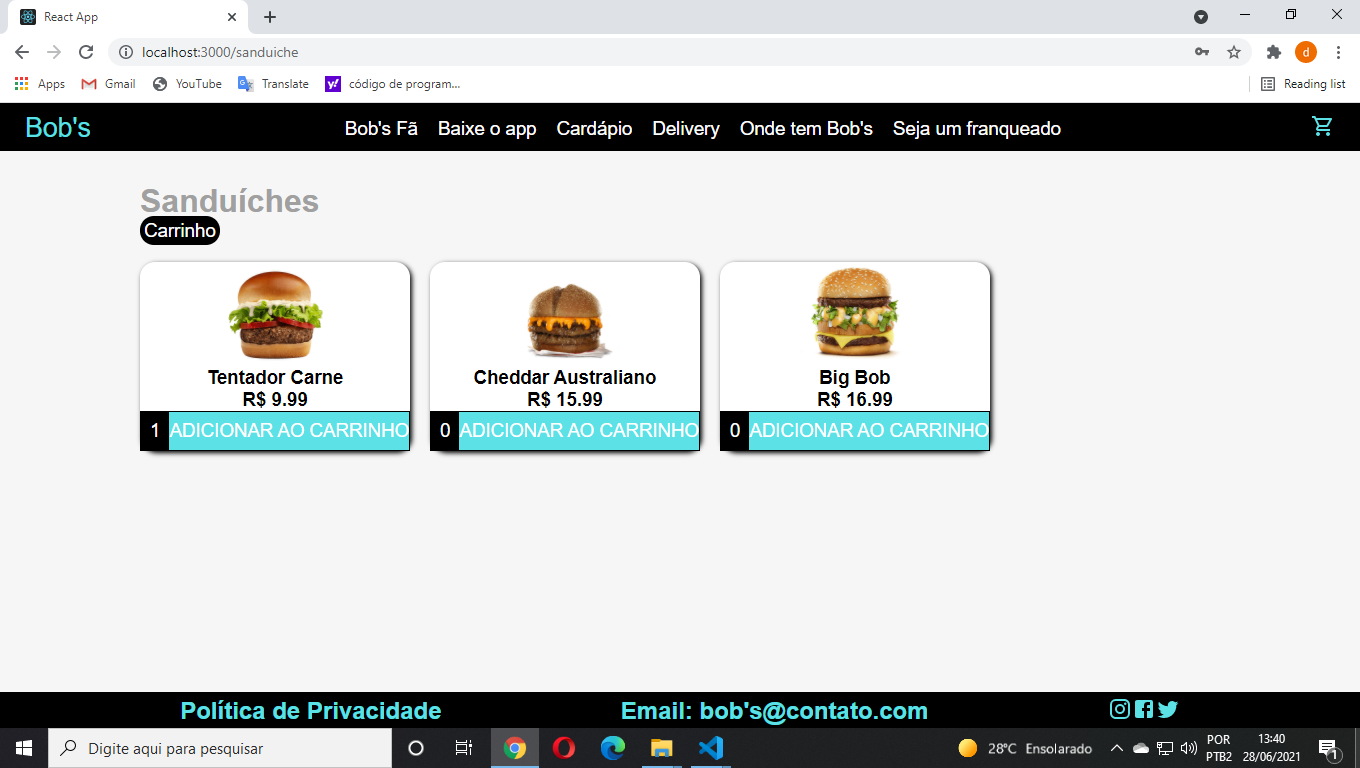 React App
localhost:3000/sanduiche
d
Apps Gmail YouTube Translate código de program... Reading list
Bob's Bob's Fã Baixe o app Cardápio Delivery Onde tem Bob's Seja um franqueado
Sanduíches
Carrinho
Tentador Carne
R$ 9.99
1 ADICIONAR AO CARRINHO
Cheddar Australiano
R$ 15.99
0 ADICIONAR AO CARRINHO
Big Bob
R$ 16.99
0 ADICIONAR AO CARRINHO
Política de Privacidade Email: bob's@contato.com
Digite aqui para pesquisar
28°C Ensolarado
POR
PTB2
13:40
28/06/2021
1